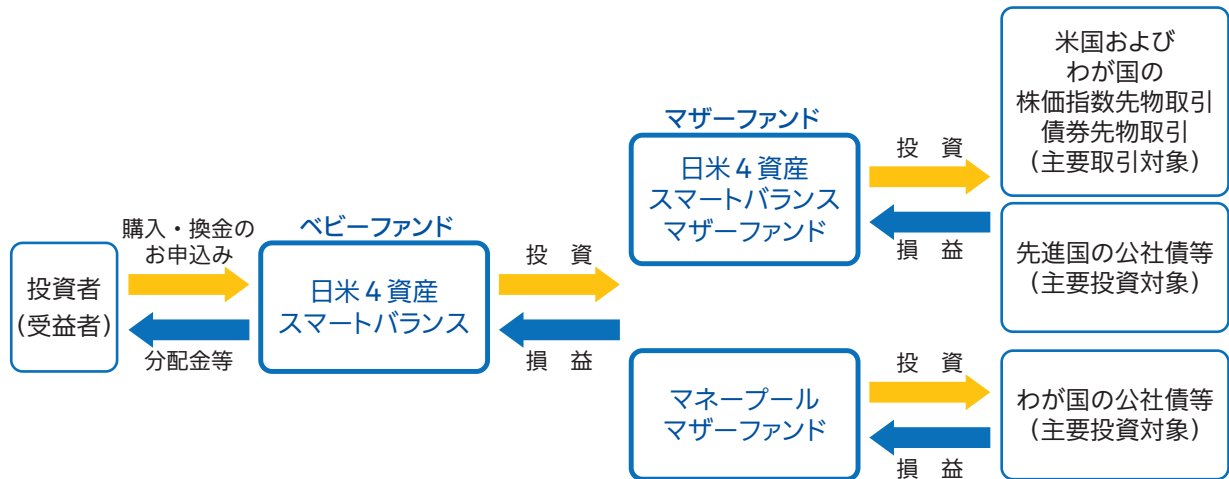 投資者
(受益者)
購入・換金の
お申込み
分配金等
ベビーファンド
日米4資産
スマートバランス
投 資
損 益
マザーファンド
日米4資産
スマートバランス
マザーファンド
マネープール
マザーファンド
投 資
損 益
投 資
損 益
米国および
わが国の
株価指数先物取引
債券先物取引
(主要取引対象)
先進国の公社債等
(主要投資対象)
わが国の公社債等
(主要投資対象)